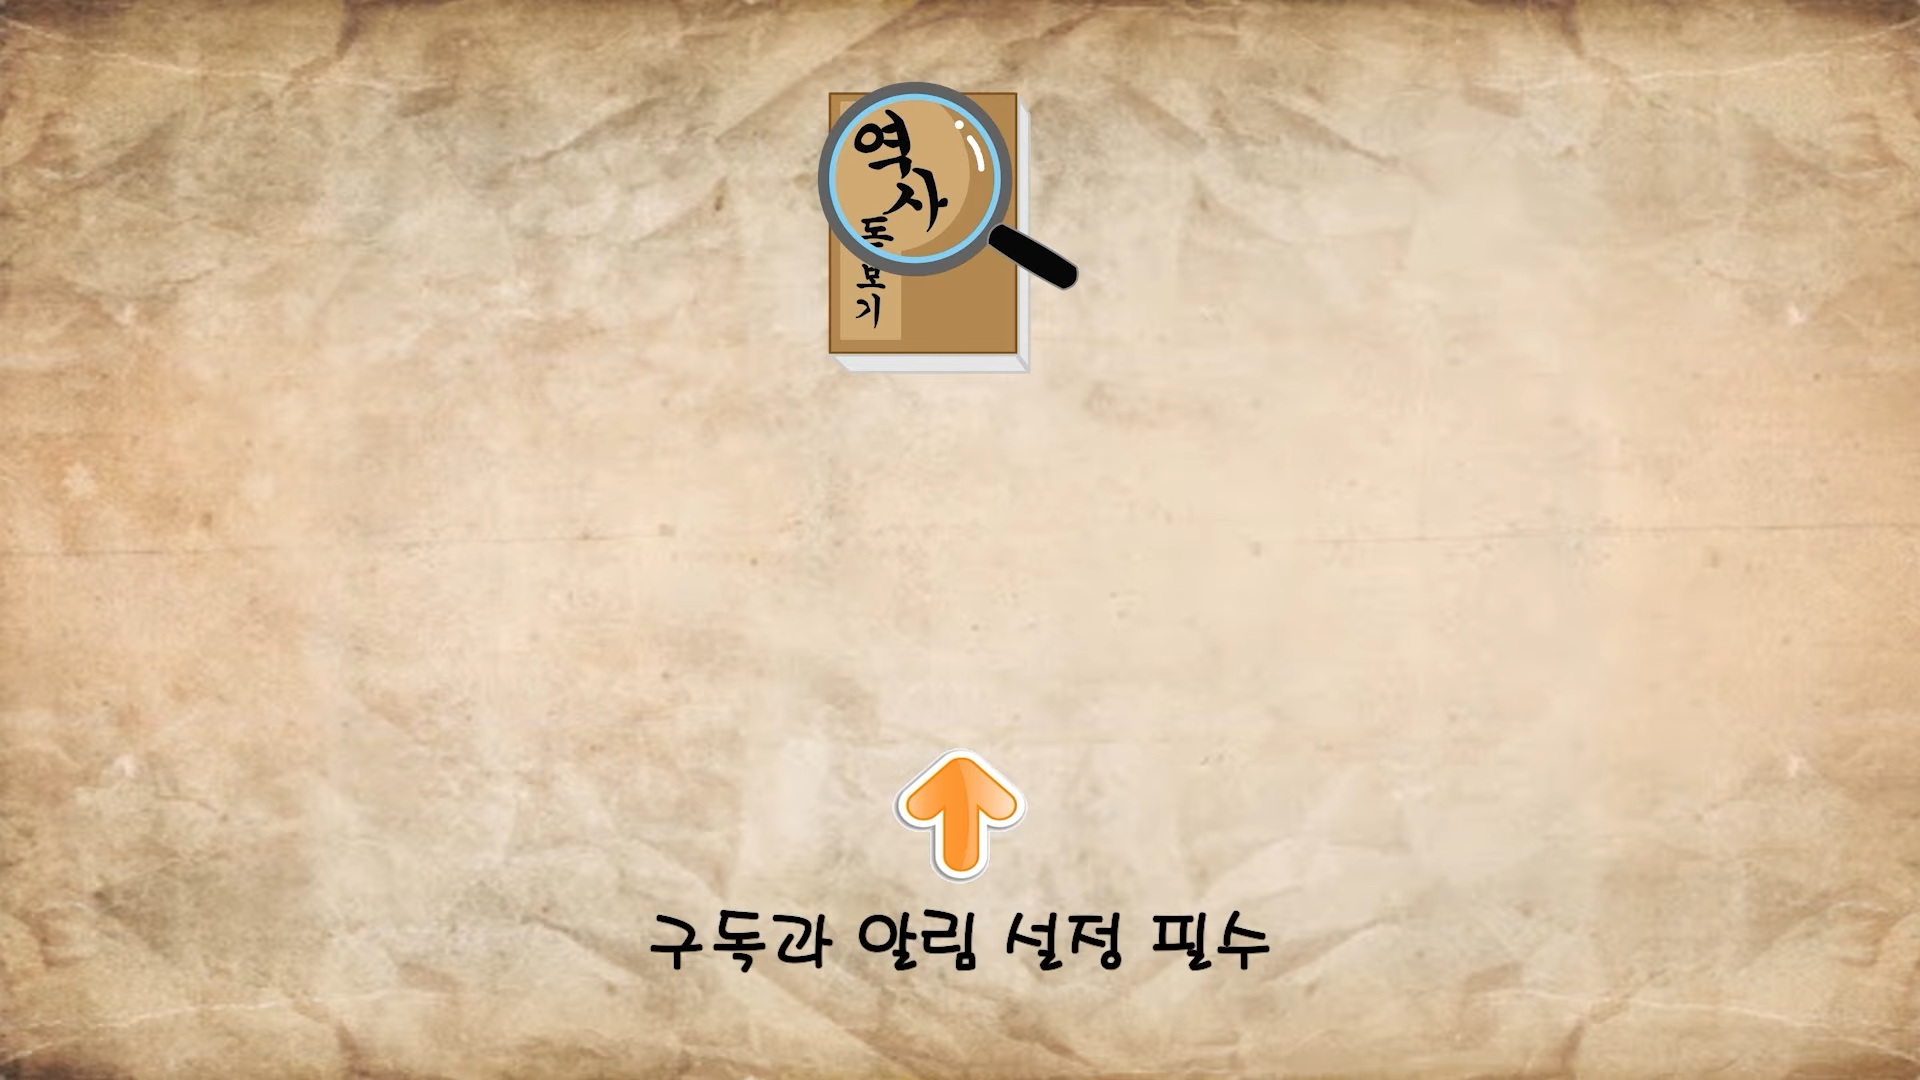 역사
돋보기
구독과 알림 설정 필수